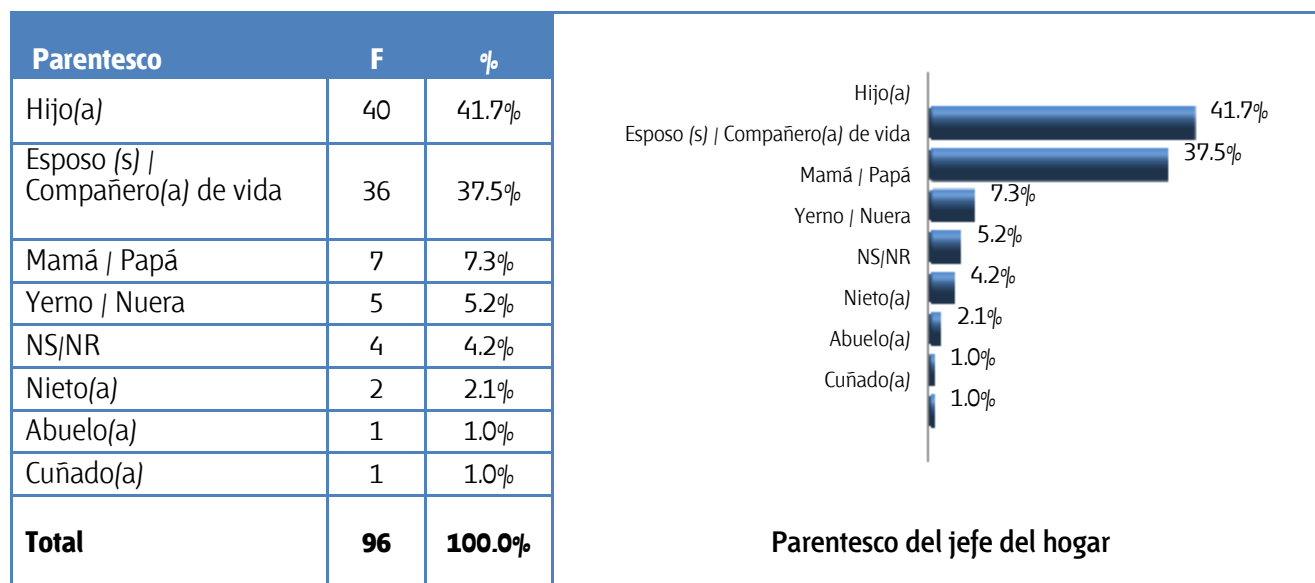 Parentesco F %
Hijo(a) 40 41.7%
Esposo (s) /
Compañero(a) de vida 36 37.5%
Mamá / Papá 7 7.3%
Yerno / Nuera 5 5.2%
NS/NR 4 4.2%
Nieto(a) 2 2.1%
Abuelo(a) 1 1.0%
Cuñado(a) 1 1.0%
Total 96 100.0%
Hijo(a) 41.7%
Esposo (s) / Compañero(a) de vida 37.5%
Mamá / Papá 7.3%
Yerno / Nuera 5.2%
NS/NR 4.2%
Nieto(a) 2.1%
Abuelo(a) 1.0%
Cuñado(a) 1.0%
Parentesco del jefe del hogar